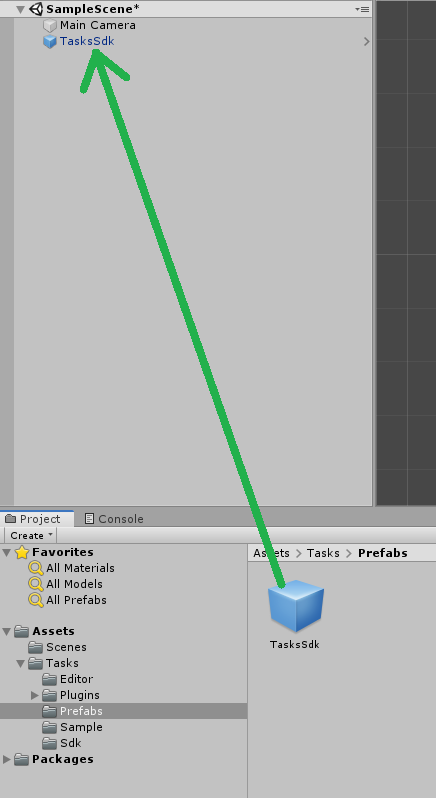 SampleScene*
Main Camera
TasksSdk
Project
Console
Create
Favorites
All Materials
All Models
All Prefabs
Assets
Scenes
Tasks
Editor
Plugins
Prefabs
Sample
Sdk
Packages
Assets > Tasks > Prefabs
TasksSdk